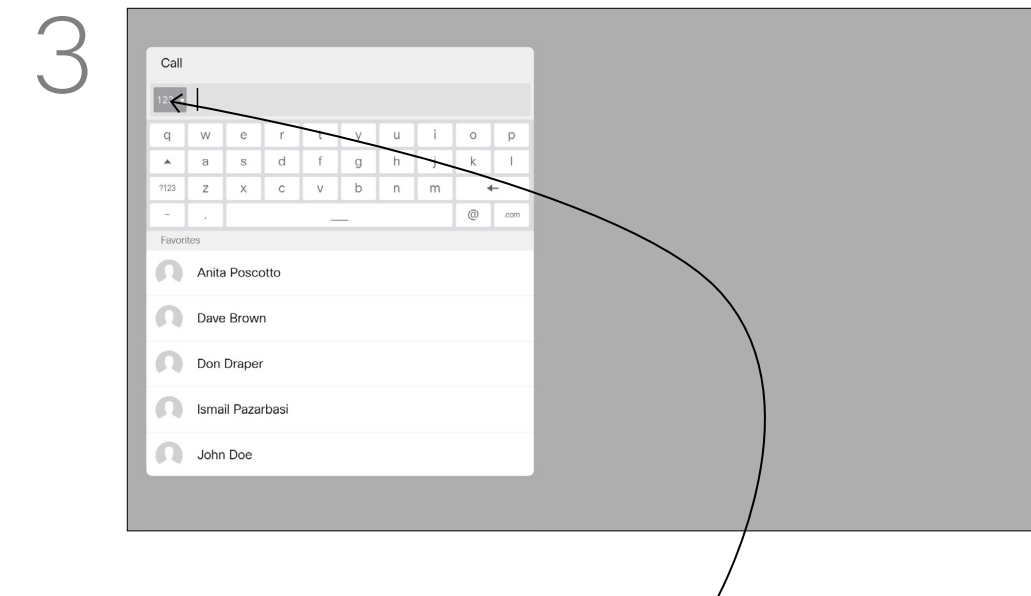 3
Call
q w e r t y u i o p
a s d f g h j k l
?123 z x c v b n m
- . @ .com
Favorites
Anita Poscotto
Dave Brown
Don Draper
Ismail Pazarbasi
John Doe